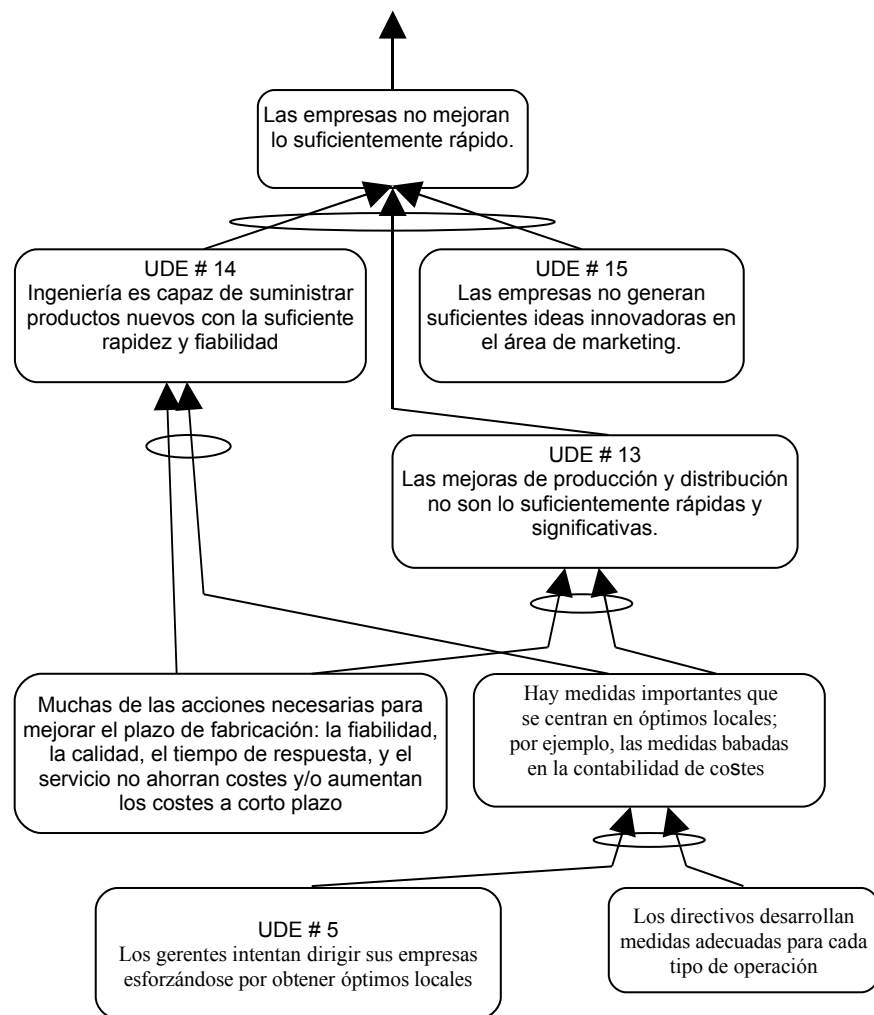 Las empresas no mejoran
lo suficientemente rápido.
UDE # 14
Ingeniería es capaz de suministrar
productos nuevos con la suficiente
rapidez y fiabilidad
UDE # 15
Las empresas no generan
suficientes ideas innovadoras en
el área de marketing.
UDE # 13
Las mejoras de producción y distribución
no son lo suficientemente rápidas y
significativas.
Muchas de las acciones necesarias para
mejorar el plazo de fabricación: la fiabilidad,
la calidad, el tiempo de respuesta, y el
servicio no ahorran costes y/o aumentan
los costes a corto plazo
Hay medidas importantes que
se centran en óptimos locales;
por ejemplo, las medidas babadas
en la contabilidad de costes
UDE # 5
Los gerentes intentan dirigir sus empresas
esforzándose por obtener óptimos locales
Los directivos desarrollan
medidas adecuadas para cada
tipo de operación